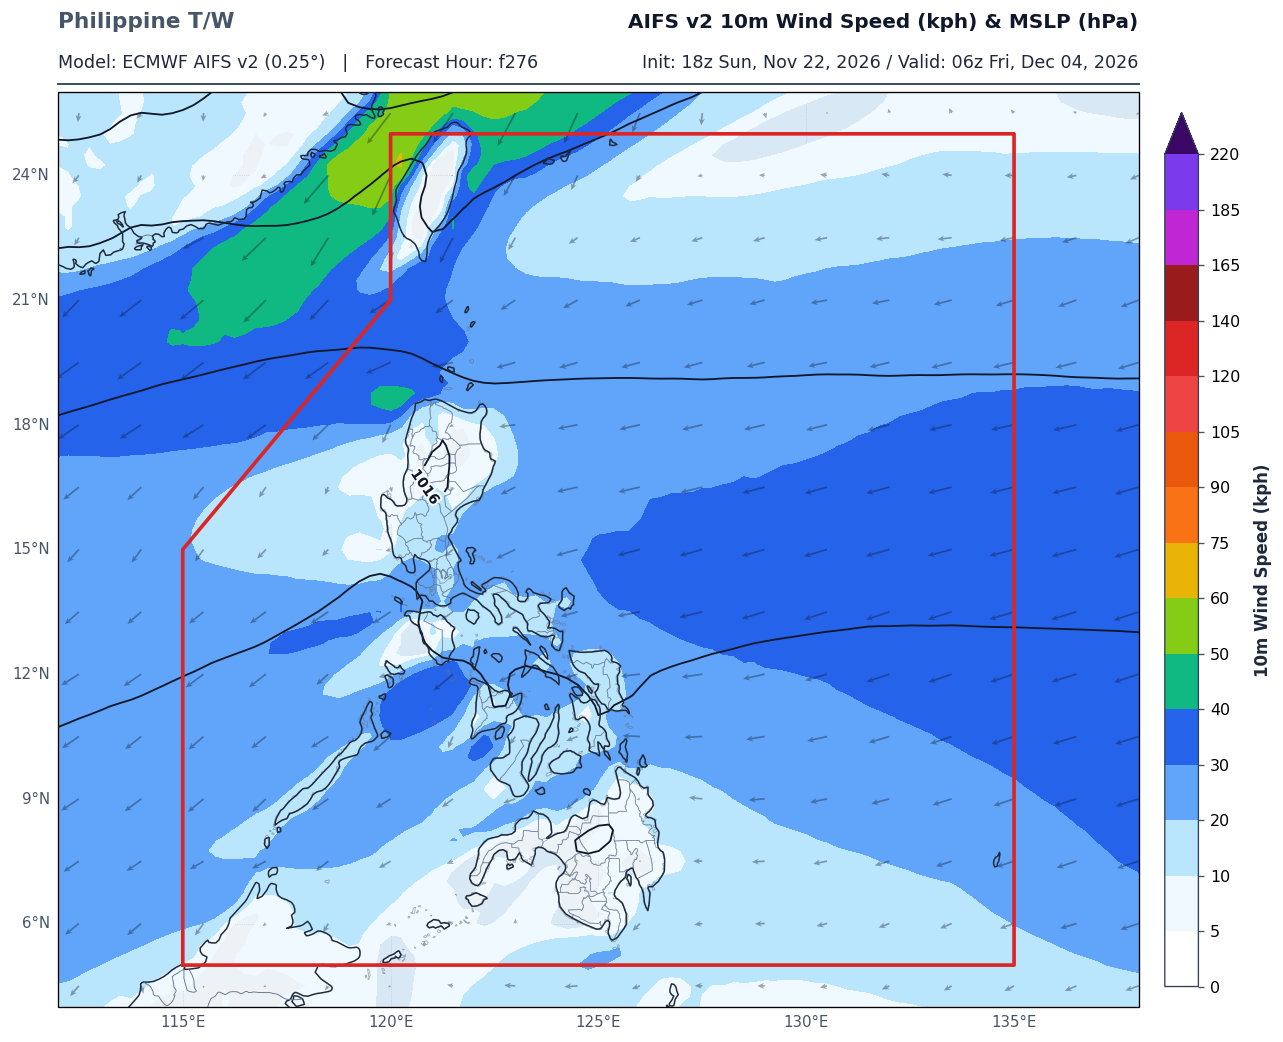 Philippine T/W
AIFS v2 10m Wind Speed (kph) & MSLP (hPa)
Model: ECMWF AIFS v2 (0.25°) | Forecast Hour: f276
Init: 18z Sun, Nov 22, 2026 / Valid: 06z Fri, Dec 04, 2026
24°N
21°N
18°N
15°N
12°N
9°N
6°N
1016
115°E
120°E
125°E
130°E
135°E
220
185
165
140
120
105
90
75
60
50
40
30
20
10
5
0
10m Wind Speed (kph)